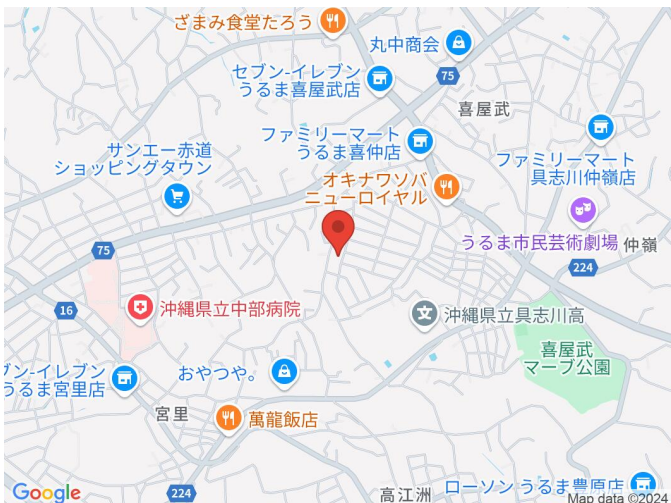 ざまみ食堂たろう
丸中商会
セブン-イレブン
うるま喜屋武店
75
224
喜屋武
ファミリーマート
うるま喜仲店
サンエー赤道
ショッピングタウン
ファミリーマート
具志川仲嶺店
オキナワソバ
ニューロイヤル
うるま市民芸術劇場
仲嶺
75
224
16
沖縄県立中部病院
沖縄県立具志川高
喜屋武
マーブ公園
ブン-イレブン
うるま宮里店
おやつや。
宮里
萬龍飯店
224
高江洲
ローソン うるま豊原店
Google
Map data ©2024